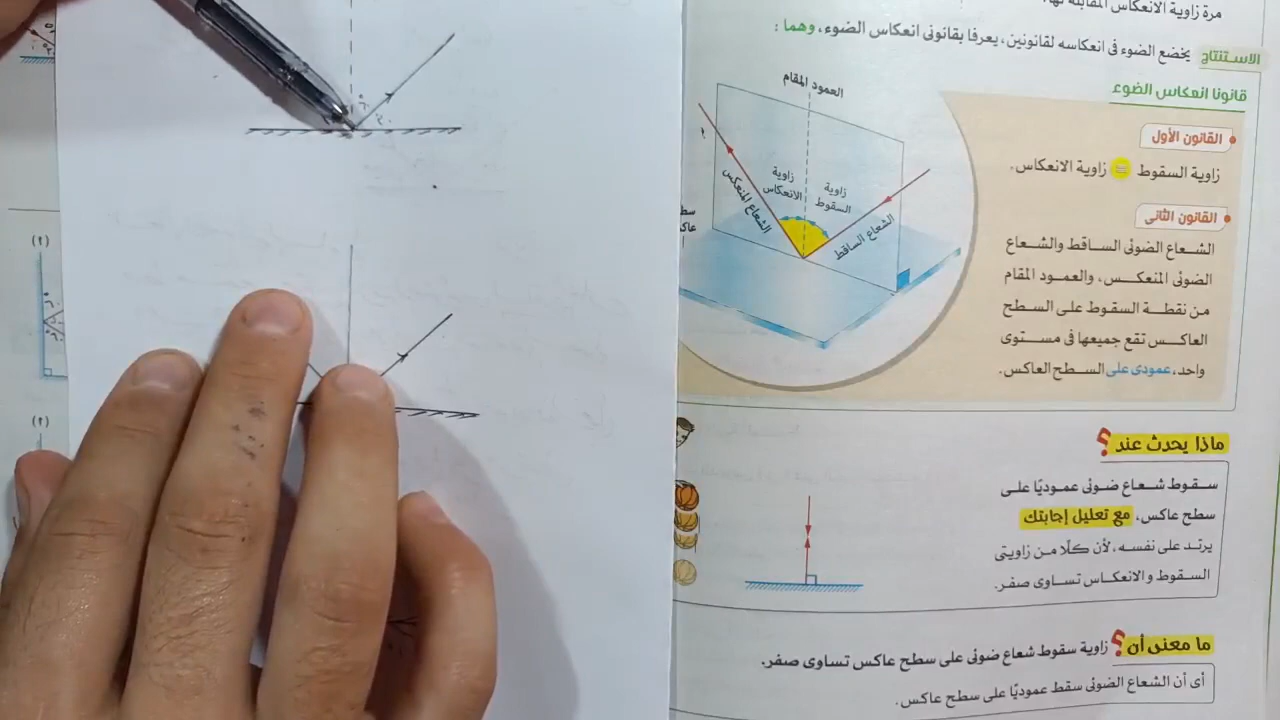 مرة زاوية الانعكاس المقابلة لها.
الاستنتاج يخضع الضوء فى انعكاسه لقانونين، يعرفا بقانونى انعكاس الضوء، وهما :
قانونا انعكاس الضوء
القانون الأول
زاوية السقوط = زاوية الانعكاس.
القانون الثانى
الشعاع الضوئى الساقط والشعاع
الضوئى المنعكس، والعمود المقام
من نقطة السقوط على السطح
العاكس تقع جميعها فى مستوى
واحد، عمودى على السطح العاكس.
العمود المقام
زاوية السقوط
زاوية الانعكاس
الشعاع الساقط
الشعاع المنعكس
ماذا يحدث عند ؟
سقوط شعاع ضوئى عموديًا على
سطح عاكس، مع تعليل إجابتك
يرتد على نفسه، لأن كلًا من زاويتى
السقوط والانعكاس تساوى صفر.
ما معنى أن ؟ زاوية سقوط شعاع ضوئى على سطح عاكس تساوى صفر.
أى أن الشعاع الضوئى سقط عموديًا على سطح عاكس.
(٢)
(٢)